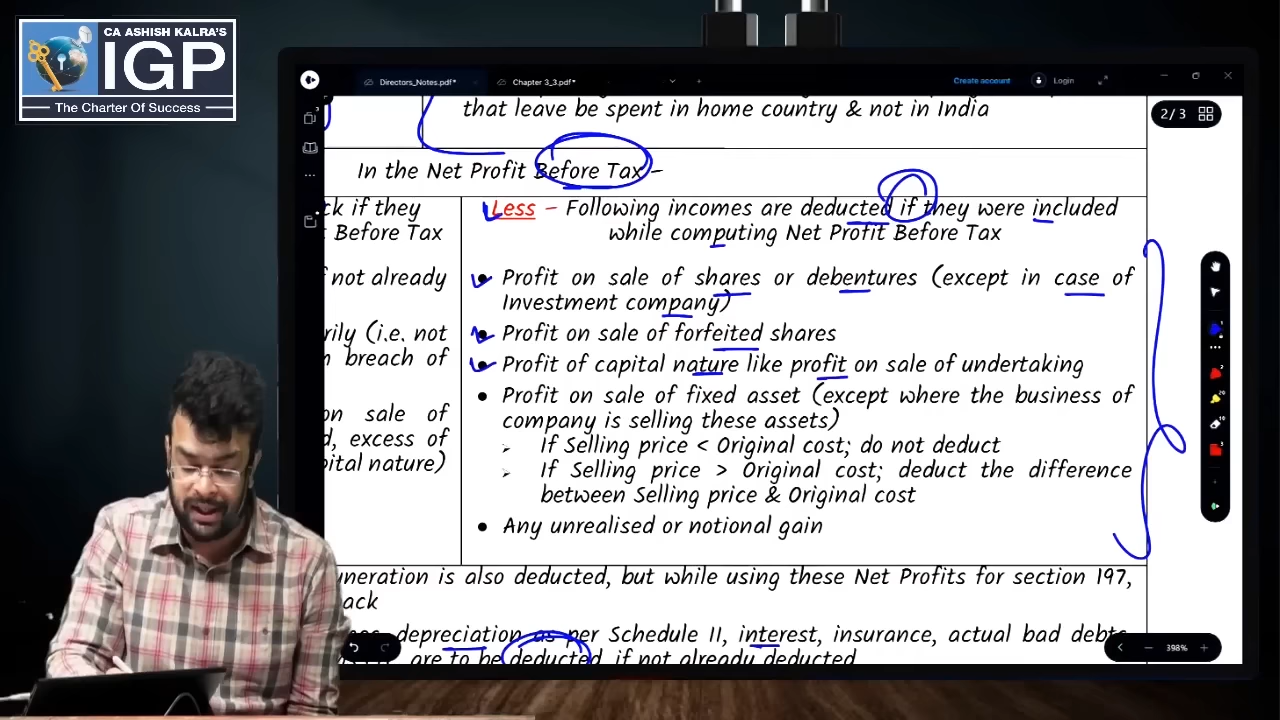 CA ASHISH KALRA'S
IGP
The Charter Of Success
Directors_Notes.pdf*
Chapter 3_3.pdf*
Create account
Login
2/3
that leave be spent in home country & not in India
In the Net Profit Before Tax -
ck if they
Before Tax
Less - Following incomes are deducted if they were included
while computing Net Profit Before Tax
f not already
rily (i.e. not
breach of
on sale of
d, excess of
pital nature)
• Profit on sale of shares or debentures (except in case of
Investment company)
• Profit on sale of forfeited shares
• Profit of capital nature like profit on sale of undertaking
• Profit on sale of fixed asset (except where the business of
company is selling these assets)
➢ If Selling price < Original cost; do not deduct
➢ If Selling price > Original cost; deduct the difference
between Selling price & Original cost
• Any unrealised or notional gain
uneration is also deducted, but while using these Net Profits for section 197,
ack
depreciation as per Schedule II, interest, insurance, actual bad debts
are to be deducted if not already deducted
398%